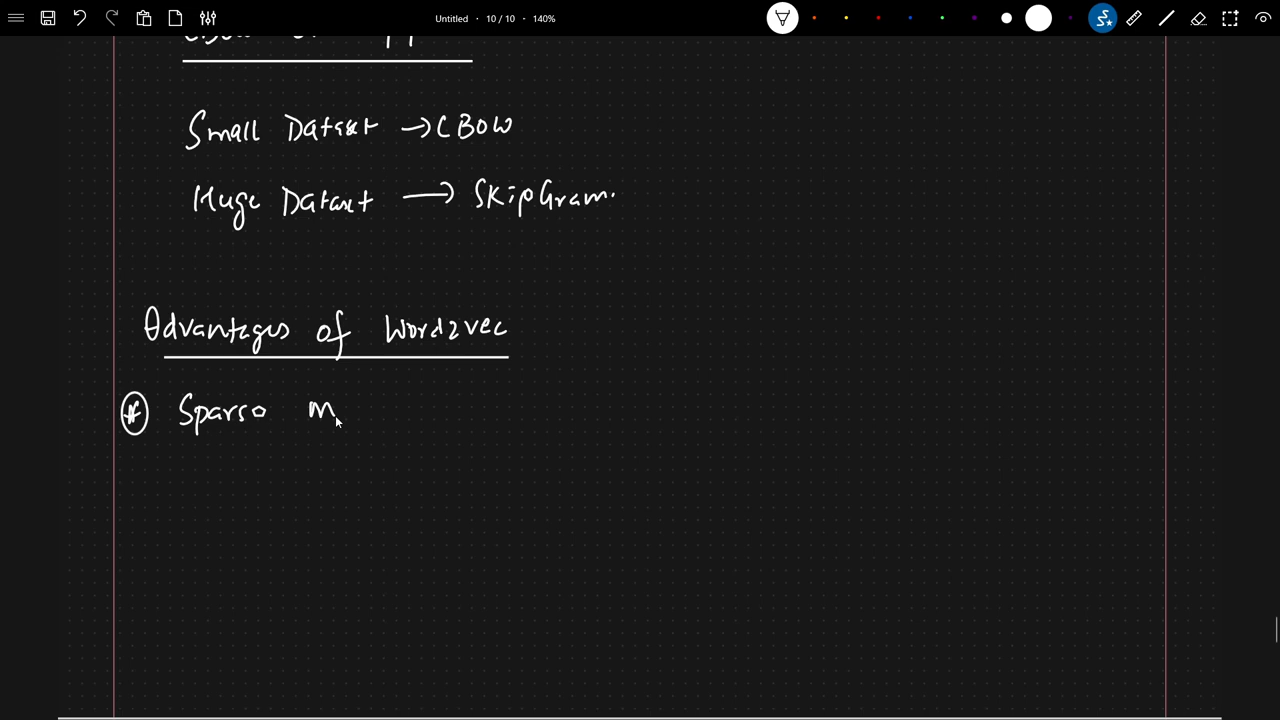 Untitled • 10 / 10 • 140%
Small Dataset → CBOW
Huge Dataset → SkipGram.
Advantages of Word2vec
* Sparse m